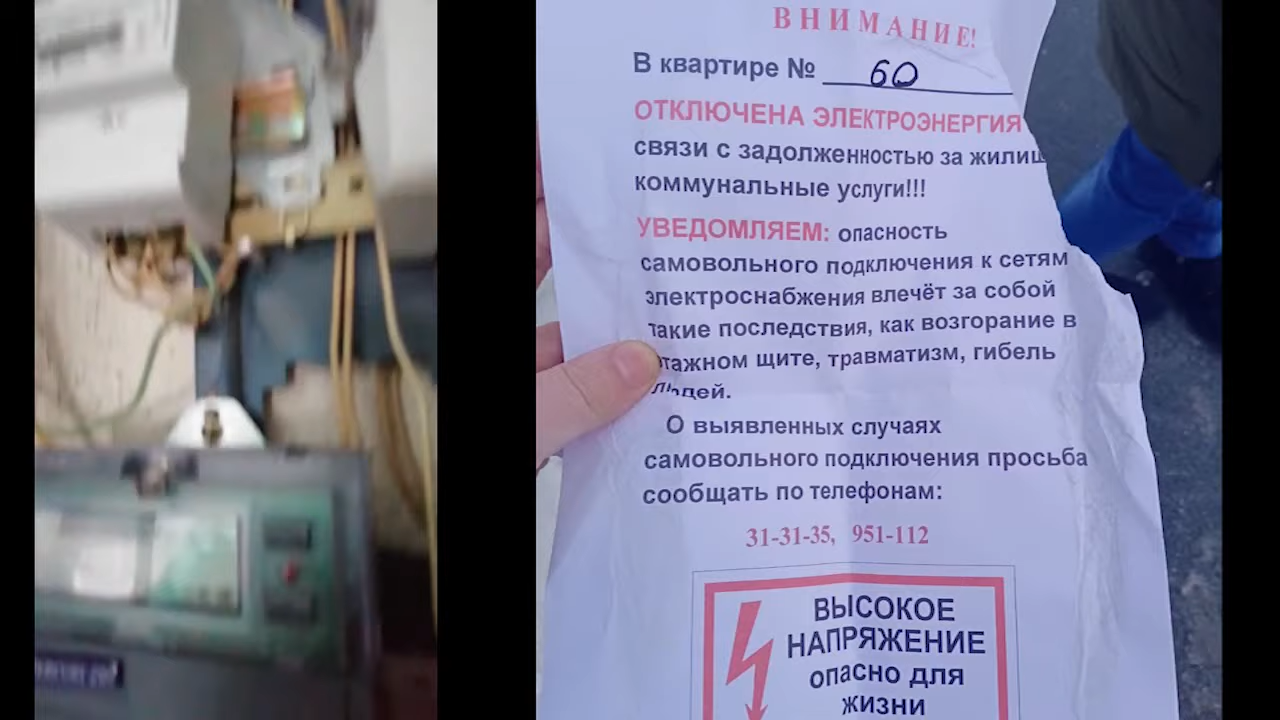 ВНИМАНИЕ!
В квартире № 60
ОТКЛЮЧЕНА ЭЛЕКТРОЭНЕРГИЯ
связи с задолженностью за жилищ
коммунальные услуги!!!
УВЕДОМЛЯЕМ: опасность
самовольного подключения к сетям
электроснабжения влечёт за собой
такие последствия, как возгорание в
этажном щите, травматизм, гибель
людей.
О выявленных случаях
самовольного подключения просьба
сообщать по телефонам:
31-31-35, 951-112
ВЫСОКОЕ
НАПРЯЖЕНИЕ
опасно для
жизни